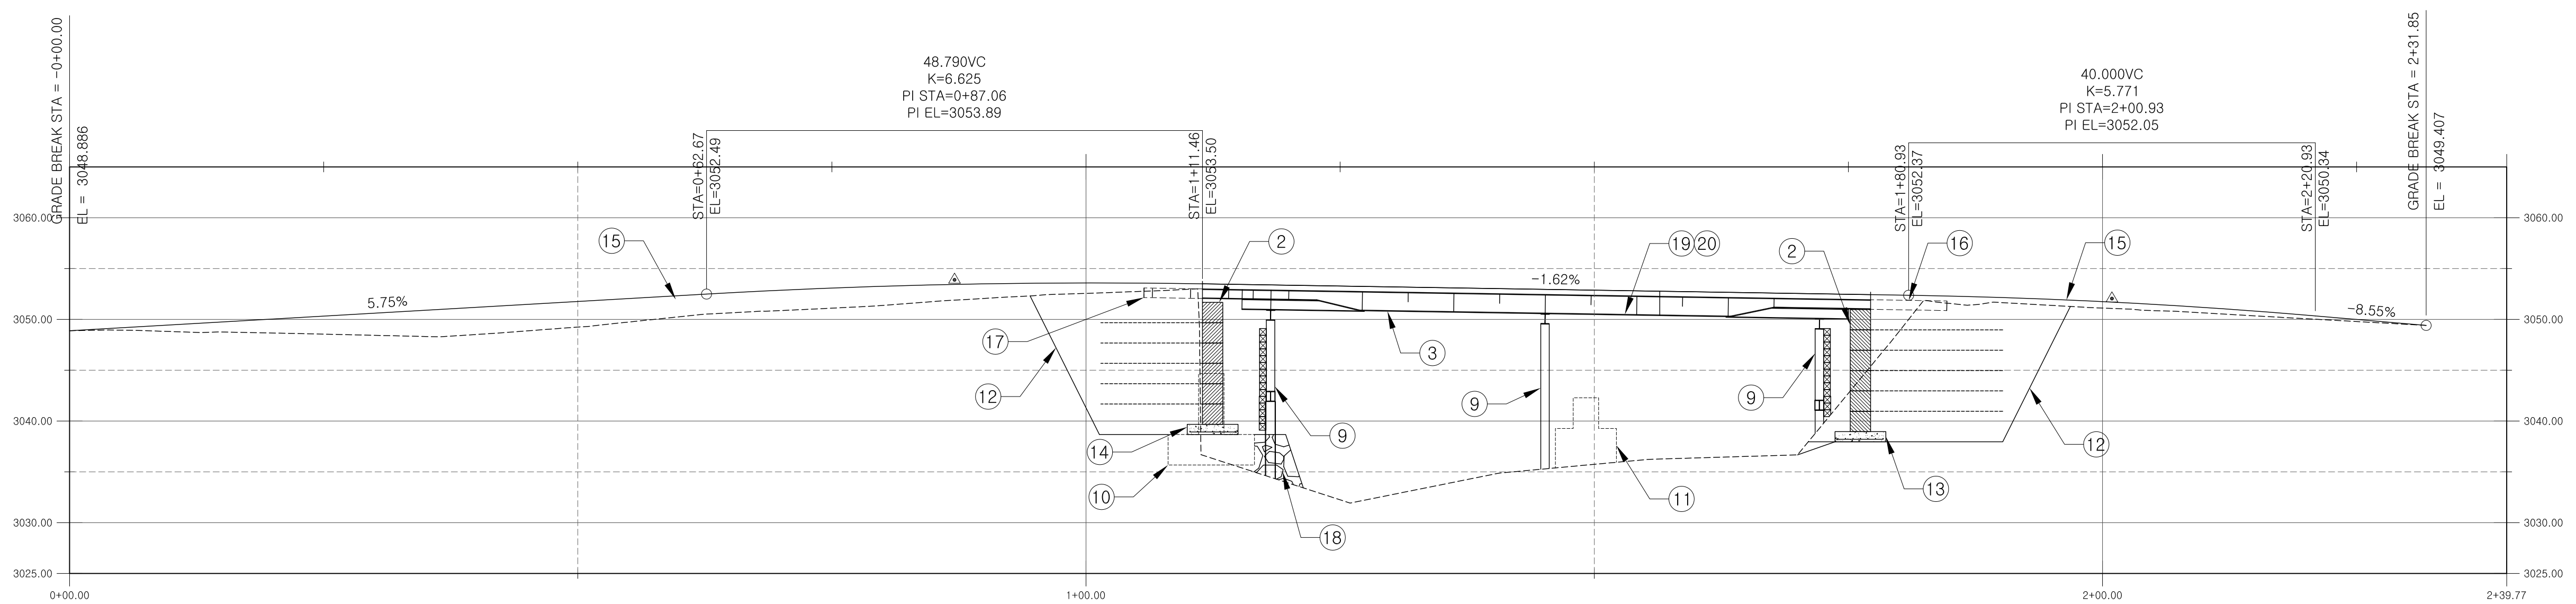 GRADE BREAK STA = -0+00.00
EL = 3048.886
48.790VC
K=6.625
PI STA=0+87.06
PI EL=3053.89
STA=0+62.67
EL=3052.49
STA=1+11.46
EL=3053.50
40.000VC
K=5.771
PI STA=2+00.93
PI EL=3052.05
STA=1+80.93
EL=3052.37
STA=2+20.93
EL=3050.34
GRADE BREAK STA = 2+31.85
EL = 3049.407
3060.00
3060.00
15
2
19 20
2
16
15
5.75%
-1.62%
-8.55%
3050.00
3050.00
17
3
12
9
9
9
3040.00
3040.00
14
12
10
11
13
18
3030.00
3030.00
3025.00
3025.00
0+00.00
1+00.00
2+00.00
2+39.77